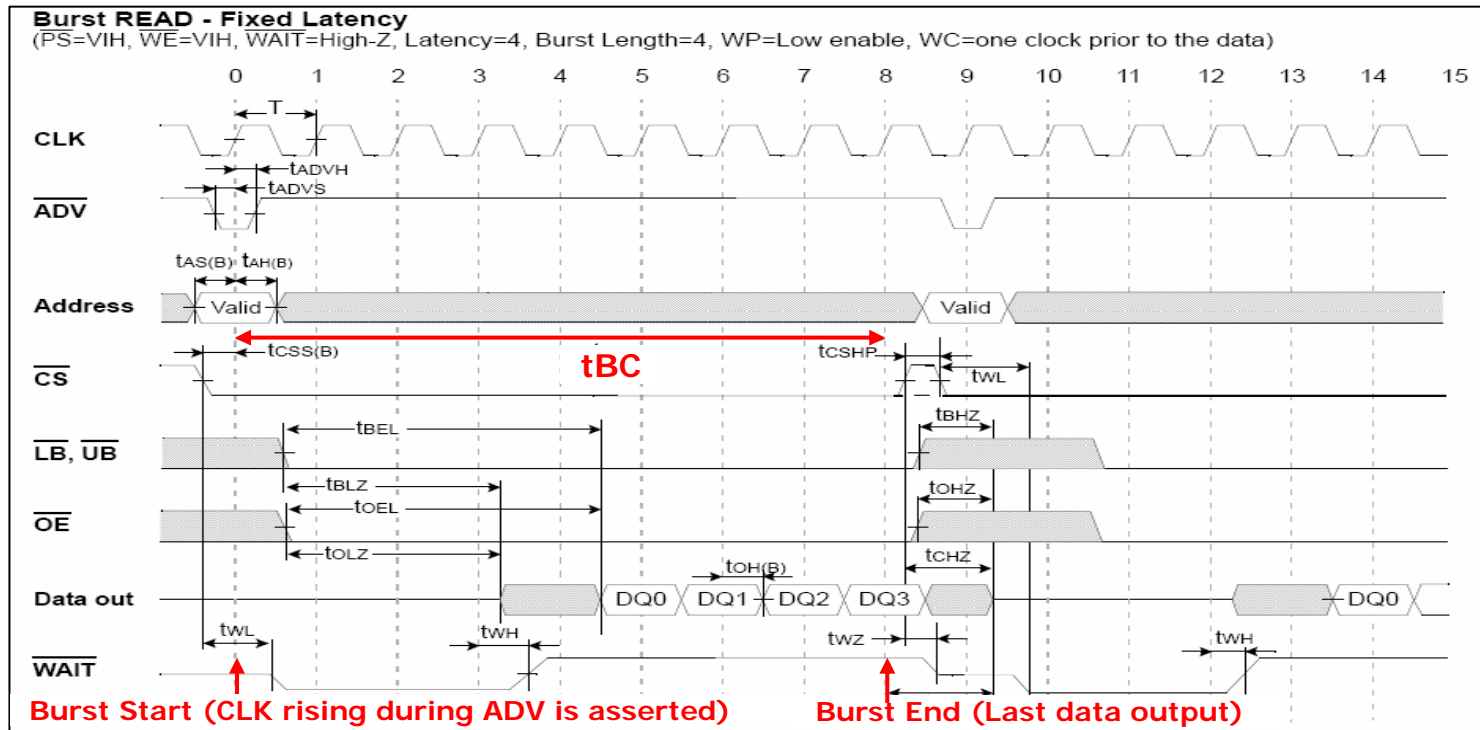 Burst READ - Fixed Latency
(PS=VIH, WE=VIH, WAIT=High-Z, Latency=4, Burst Length=4, WP=Low enable, WC=one clock prior to the data)
0 1 2 3 4 5 6 7 8 9 10 11 12 13 14 15
T
CLK
tADVH
tADVS
ADV
tAS(B) tAH(B)
Address Valid Valid
tBC
tCSS(B) tCSHP
CS tWL
tBEL tBHZ
LB, UB
tBLZ
tOEL tOHZ
OE
tOLZ tCHZ
tOH(B)
Data out DQ0 DQ1 DQ2 DQ3 DQ0
tWL tWH tWZ tWH
WAIT
Burst Start (CLK rising during ADV is asserted) Burst End (Last data output)